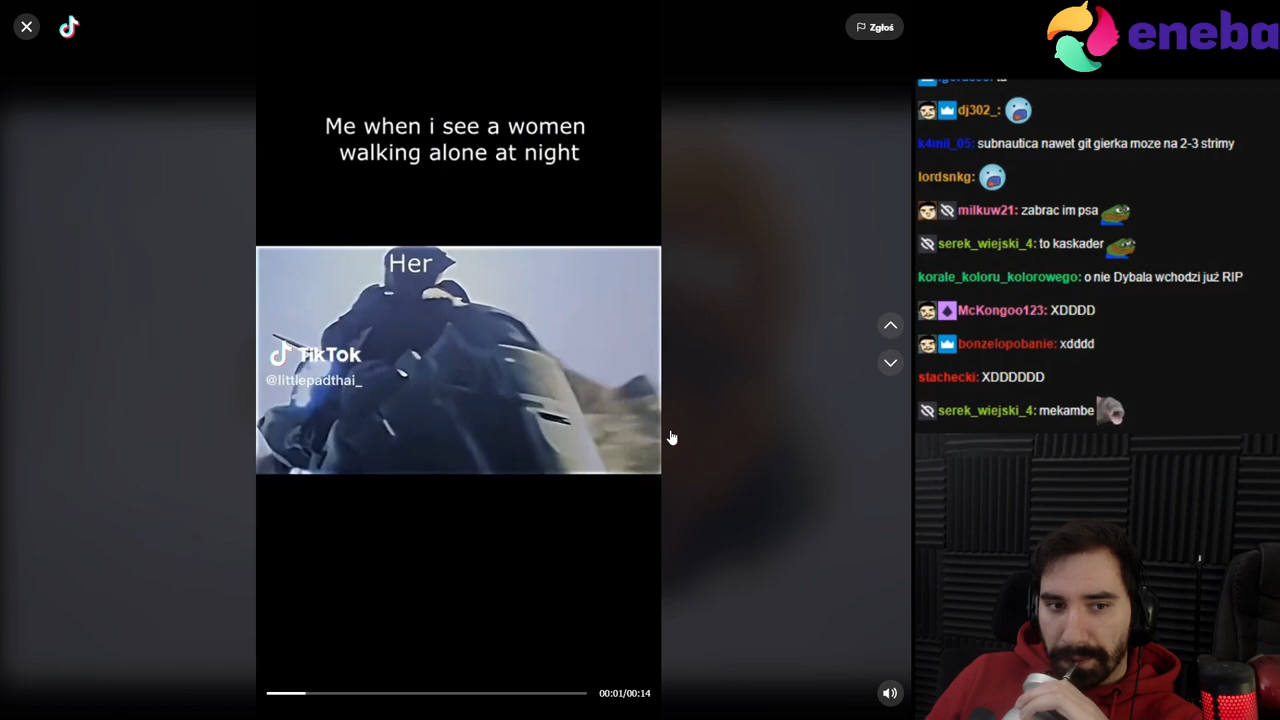 Zgłoś
eneba
Me when i see a women
walking alone at night
Her
TikTok
@littlepadthai_
00:01/00:14
dj302_:
k4mil_05: subnautica nawet git gierka moze na 2-3 strimy
lordsnkg:
milkuw21: zabrac im psa
serek_wiejski_4: to kaskader
korale_koloru_kolorowego: o nie Dybala wchodzi już RIP
McKongoo123: XDDDD
bonzelopobanie: xdddd
stachecki: XDDDDDD
serek_wiejski_4: mekambe